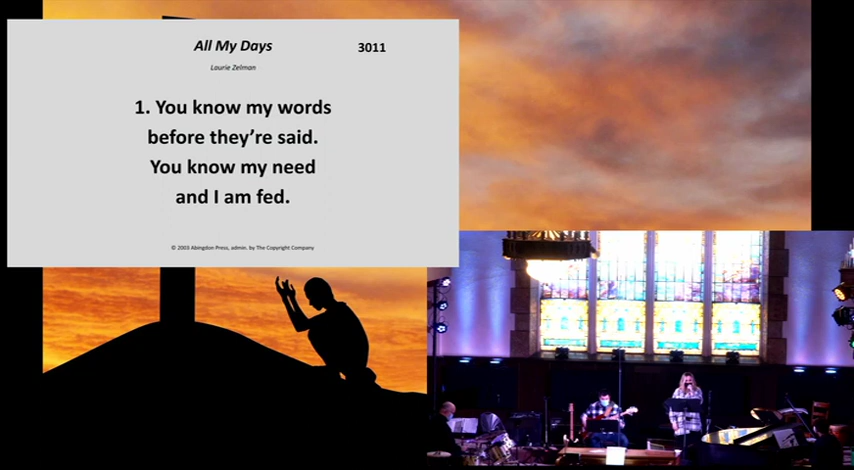 All My Days 3011
Laurie Zelman
1. You know my words
before they’re said.
You know my need
and I am fed.
© 2003 Abingdon Press, admin. by The Copyright Company